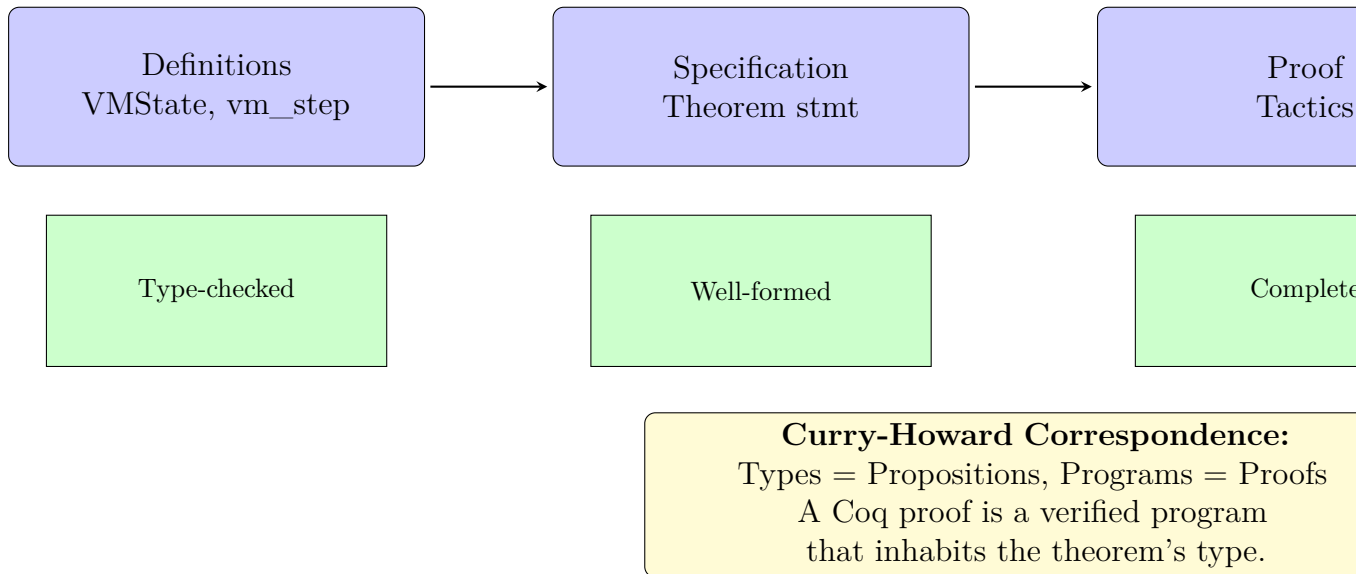 Definitions
VMState, vm_step
Specification
Theorem stmt
Proof
Tactics
Type-checked
Well-formed
Complete
Curry-Howard Correspondence:
Types = Propositions, Programs = Proofs
A Coq proof is a verified program
that inhabits the theorem's type.